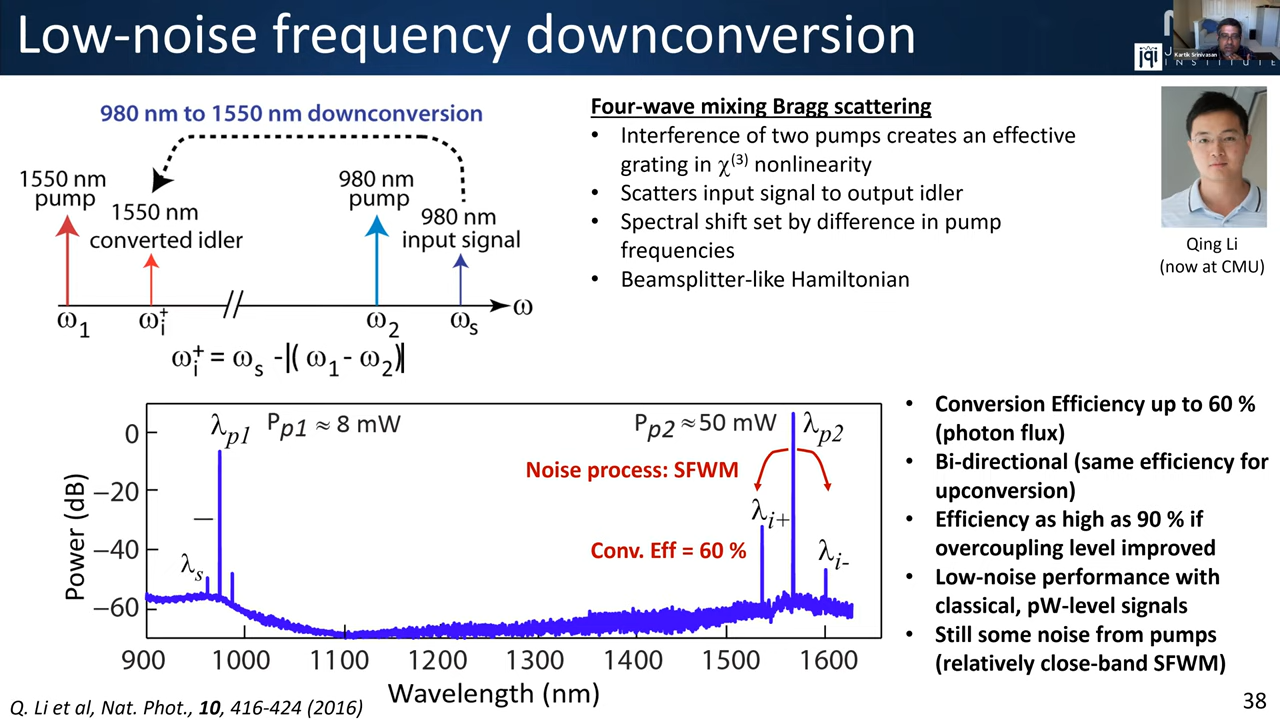 Low-noise frequency downconversion
jqi
Kartik Srinivasan
INSTITUTE
980 nm to 1550 nm downconversion
1550 nm
pump
1550 nm
converted idler
980 nm
pump
980 nm
input signal
ω1
ωi+
ω2
ωs
ω
ωi+ = ωs -|( ω1 - ω2)|
Four-wave mixing Bragg scattering
• Interference of two pumps creates an effective
grating in χ(3) nonlinearity
• Scatters input signal to output idler
• Spectral shift set by difference in pump
frequencies
• Beamsplitter-like Hamiltonian
Qing Li
(now at CMU)
Power (dB)
0
−20
−40
−60
λp1
Pp1 ≈ 8 mW
Pp2 ≈ 50 mW
λp2
Noise process: SFWM
λi+
Conv. Eff = 60 %
λi-
λs
900 1000 1100 1200 1300 1400 1500 1600
Wavelength (nm)
• Conversion Efficiency up to 60 %
(photon flux)
• Bi-directional (same efficiency for
upconversion)
• Efficiency as high as 90 % if
overcoupling level improved
• Low-noise performance with
classical, pW-level signals
• Still some noise from pumps
(relatively close-band SFWM)
Q. Li et al, Nat. Phot., 10, 416-424 (2016)
38